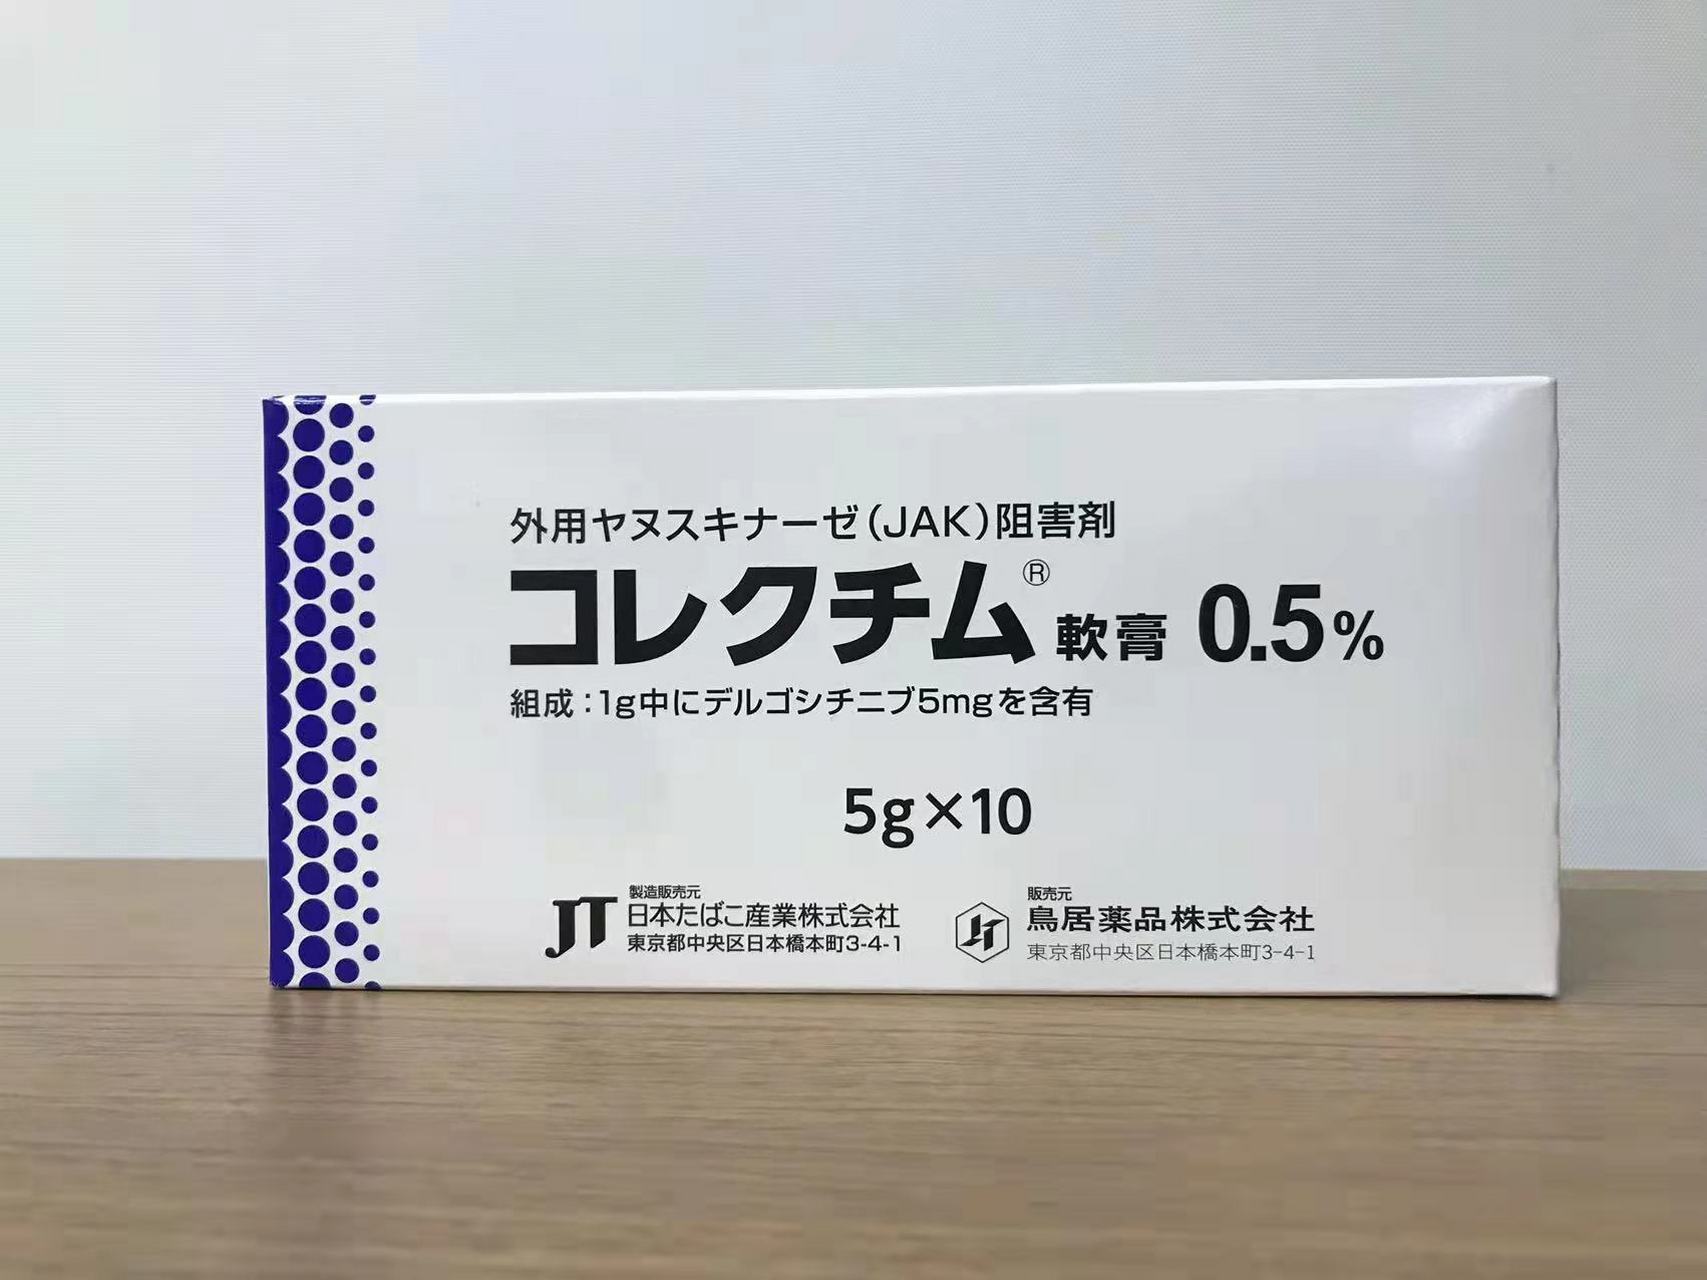 外用ヤヌスキナーゼ(JAK)阻害剤
コレクチム® 軟膏 0.5%
組成:1g中にデルゴシチニブ5mgを含有
5g×10
JT
製造販売元
日本たばこ産業株式会社
東京都中央区日本橋本町3-4-1
販売元
鳥居薬品株式会社
東京都中央区日本橋本町3-4-1